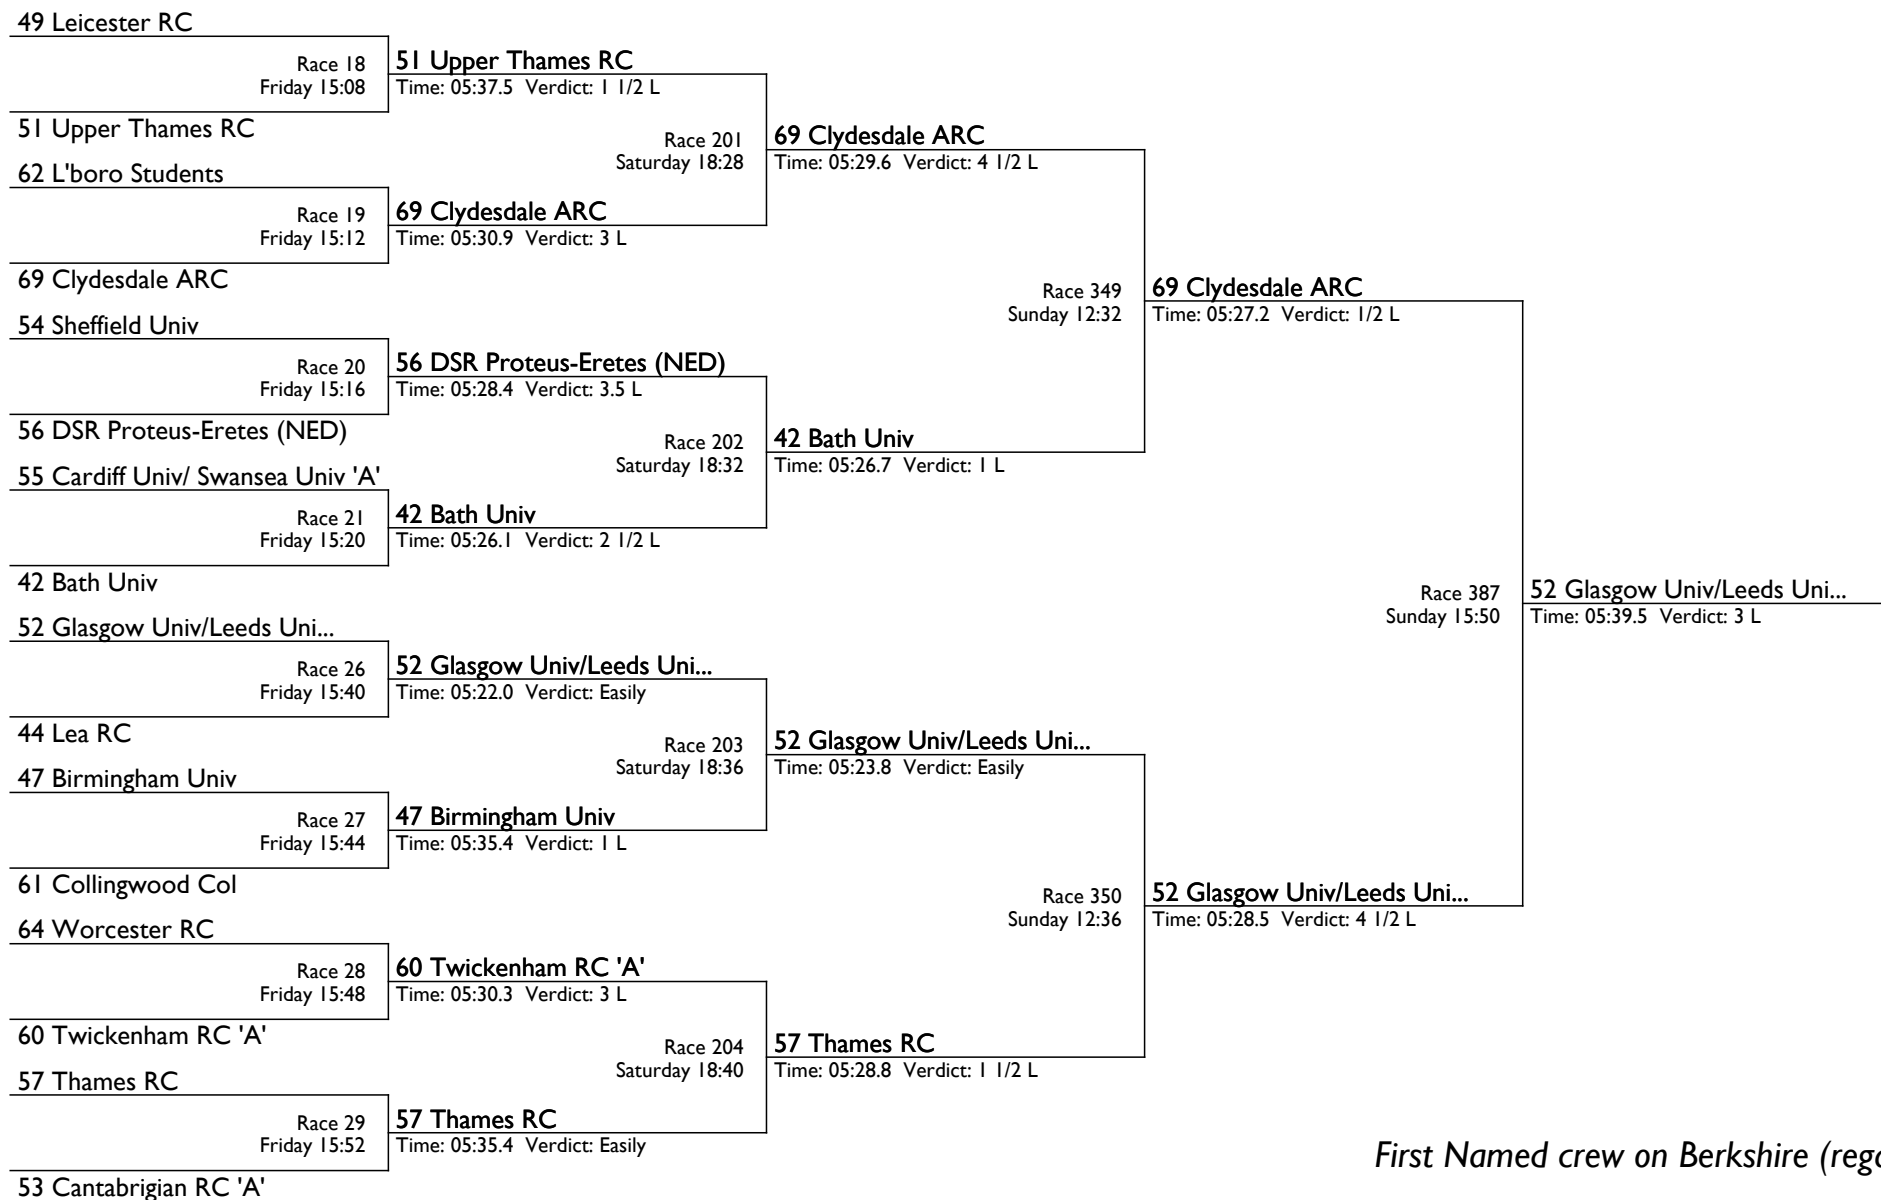 49 Leicester RC
Race 18
Friday 15:08
51 Upper Thames RC
Time: 05:37.5 Verdict: 1 1/2 L
51 Upper Thames RC
Race 201
Saturday 18:28
69 Clydesdale ARC
Time: 05:29.6 Verdict: 4 1/2 L
62 L'boro Students
Race 19
Friday 15:12
69 Clydesdale ARC
Time: 05:30.9 Verdict: 3 L
69 Clydesdale ARC
Race 349
Sunday 12:32
69 Clydesdale ARC
Time: 05:27.2 Verdict: 1/2 L
54 Sheffield Univ
Race 20
Friday 15:16
56 DSR Proteus-Eretes (NED)
Time: 05:28.4 Verdict: 3.5 L
56 DSR Proteus-Eretes (NED)
Race 202
Saturday 18:32
42 Bath Univ
Time: 05:26.7 Verdict: 1 L
55 Cardiff Univ/ Swansea Univ 'A'
Race 21
Friday 15:20
42 Bath Univ
Time: 05:26.1 Verdict: 2 1/2 L
42 Bath Univ
Race 387
Sunday 15:50
52 Glasgow Univ/Leeds Uni...
Time: 05:39.5 Verdict: 3 L
52 Glasgow Univ/Leeds Uni...
Race 26
Friday 15:40
52 Glasgow Univ/Leeds Uni...
Time: 05:22.0 Verdict: Easily
44 Lea RC
Race 203
Saturday 18:36
52 Glasgow Univ/Leeds Uni...
Time: 05:23.8 Verdict: Easily
47 Birmingham Univ
Race 27
Friday 15:44
47 Birmingham Univ
Time: 05:35.4 Verdict: 1 L
61 Collingwood Col
Race 350
Sunday 12:36
52 Glasgow Univ/Leeds Uni...
Time: 05:28.5 Verdict: 4 1/2 L
64 Worcester RC
Race 28
Friday 15:48
60 Twickenham RC 'A'
Time: 05:30.3 Verdict: 3 L
60 Twickenham RC 'A'
Race 204
Saturday 18:40
57 Thames RC
Time: 05:28.8 Verdict: 1 1/2 L
57 Thames RC
Race 29
Friday 15:52
57 Thames RC
Time: 05:35.4 Verdict: Easily
53 Cantabrigian RC 'A'
First Named crew on Berkshire